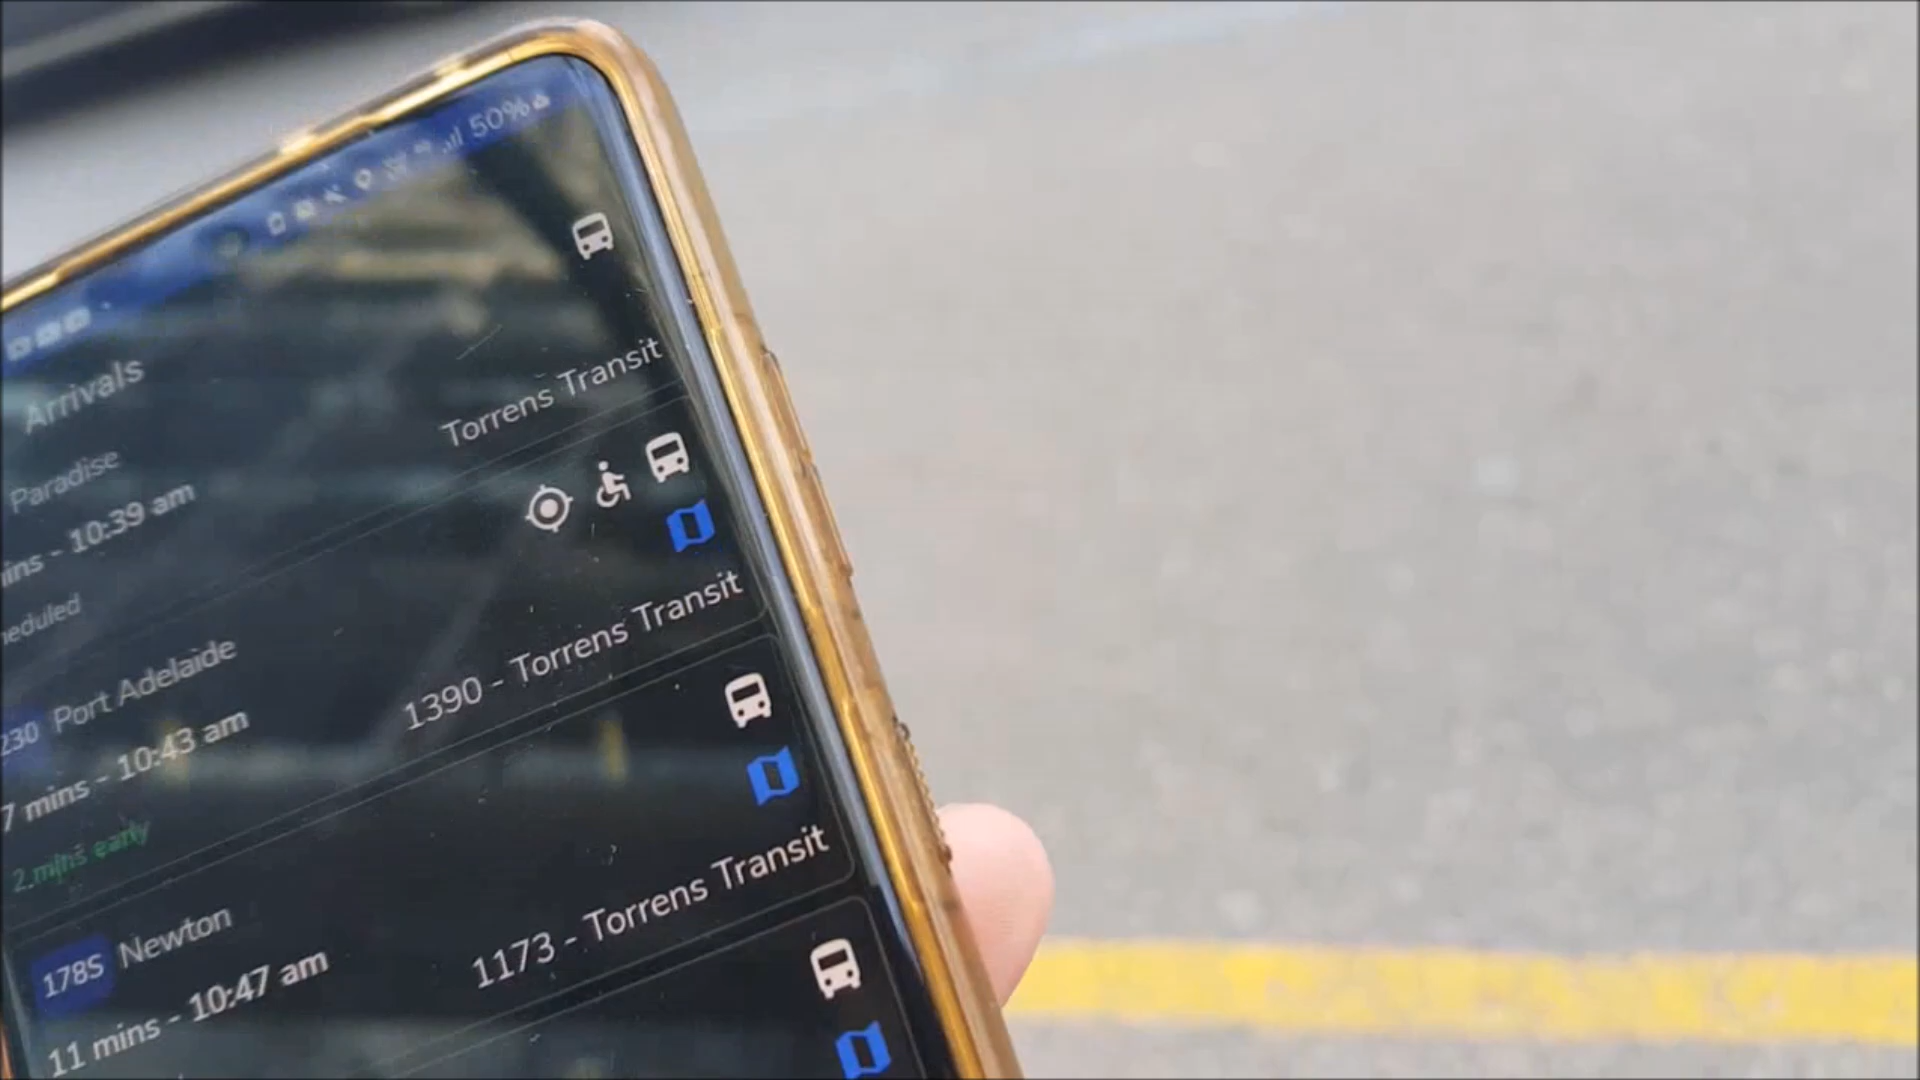 50%
Arrivals
Paradise
Torrens Transit
ins - 10:39 am
heduled
230 Port Adelaide
7 mins - 10:43 am
1390 - Torrens Transit
2 mins early
178S Newton
11 mins - 10:47 am
1173 - Torrens Transit